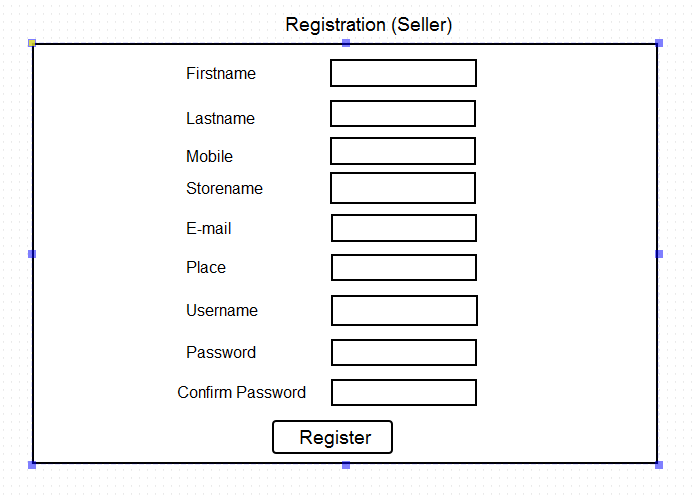 Registration (Seller)
Firstname
Lastname
Mobile
Storename
E-mail
Place
Username
Password
Confirm Password
Register